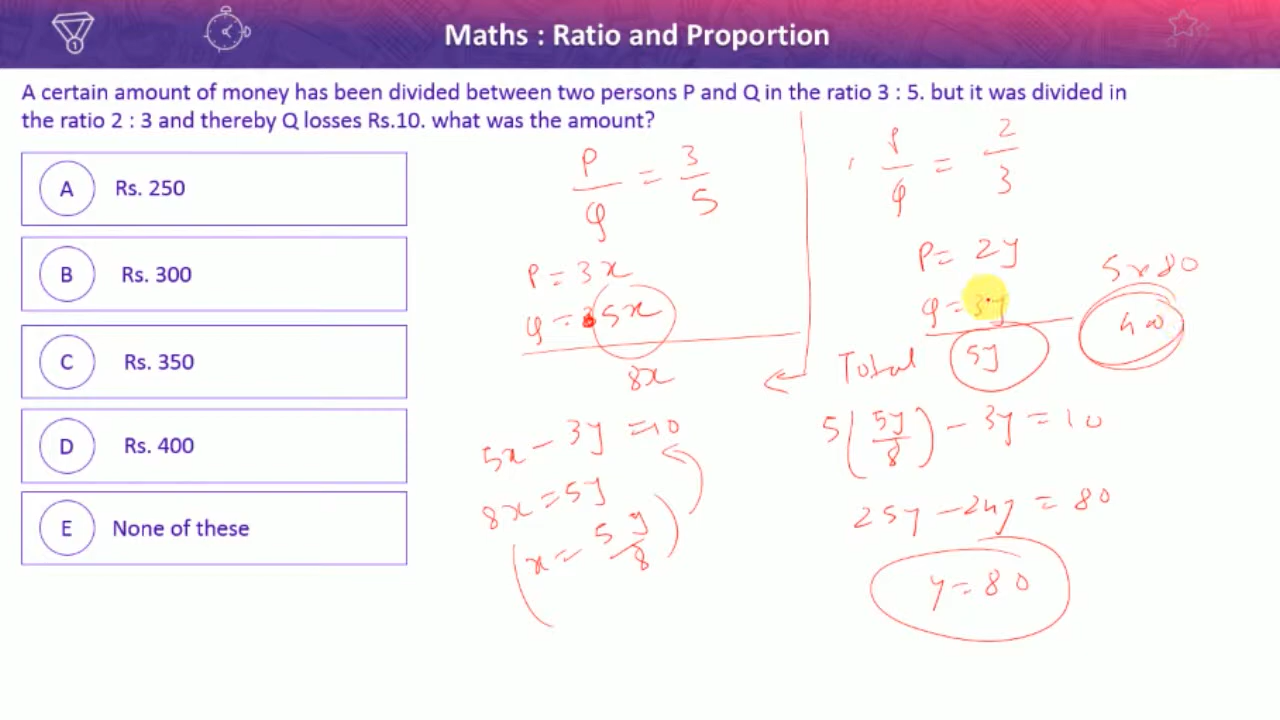 1
Maths : Ratio and Proportion
A certain amount of money has been divided between two persons P and Q in the ratio 3 : 5. but it was divided in
the ratio 2 : 3 and thereby Q losses Rs.10. what was the amount?
A Rs. 250
B Rs. 300
C Rs. 350
D Rs. 400
E None of these
P/φ = 3/5
P = 3x
φ = 5x
8x
5x - 3y = 10
8x = 5y
(x = 5y/8)
P/φ = 2/3
P = 2y
φ = 3y
Total 5y
5x80
400
5(5y/8) - 3y = 10
25y - 24y = 80
y = 80